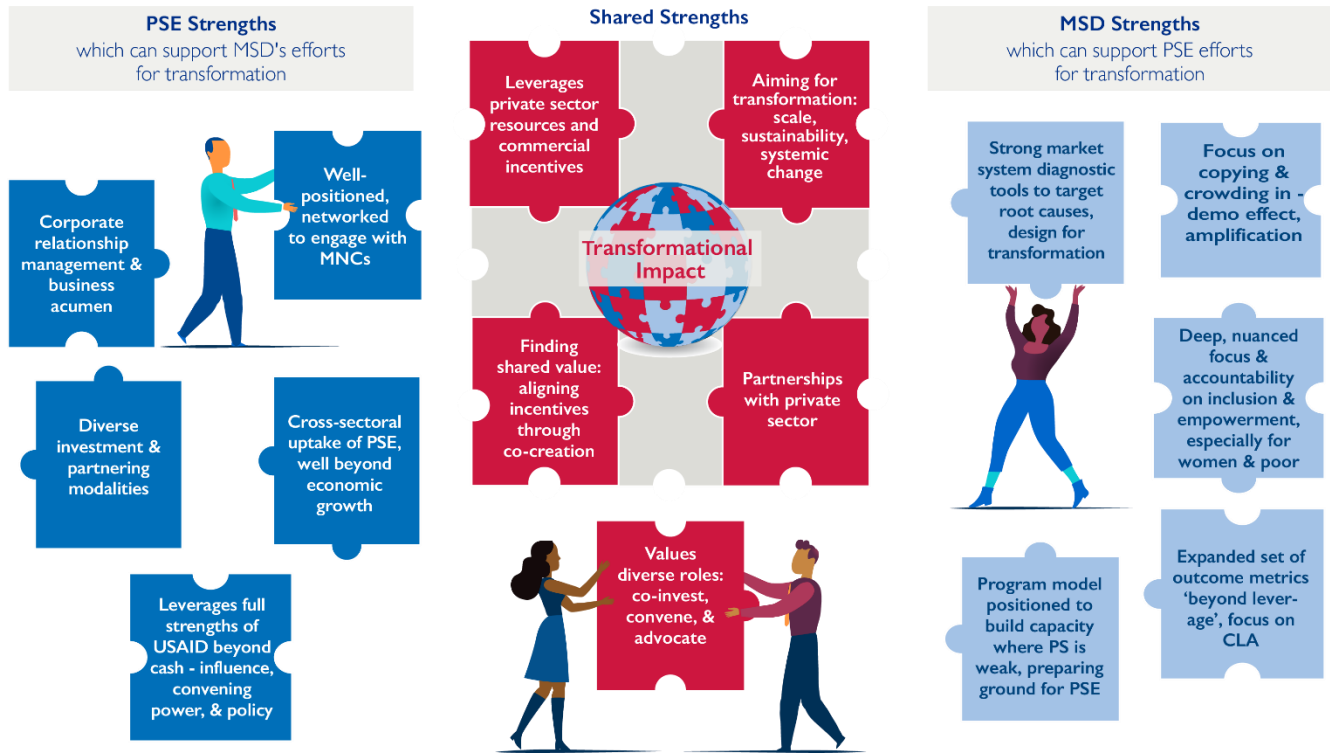 PSE Strengths
which can support MSD's efforts
for transformation
Corporate
relationship
management &
business
acumen
Well-
positioned,
networked
to engage with
MNCs
Diverse
investment &
partnering
modalities
Cross-sectoral
uptake of PSE,
well beyond
economic
growth
Leverages full
strengths of
USAID beyond
cash - influence,
convening
power, & policy
Shared Strengths
Leverages
private sector
resources and
commercial
incentives
Aiming for
transformation:
scale,
sustainability,
systemic
change
Transformational
Impact
Finding
shared value:
aligning
incentives
through
co-creation
Partnerships
with private
sector
Values
diverse roles:
co-invest,
convene, &
advocate
MSD Strengths
which can support PSE efforts
for transformation
Strong market
system diagnostic
tools to target
root causes,
design for
transformation
Focus on
copying &
crowding in -
demo effect,
amplification
Deep, nuanced
focus &
accountability
on inclusion &
empowerment,
especially for
women & poor
Program model
positioned to
build capacity
where PS is
weak, preparing
ground for PSE
Expanded set of
outcome metrics
‘beyond lever-
age’, focus on
CLA